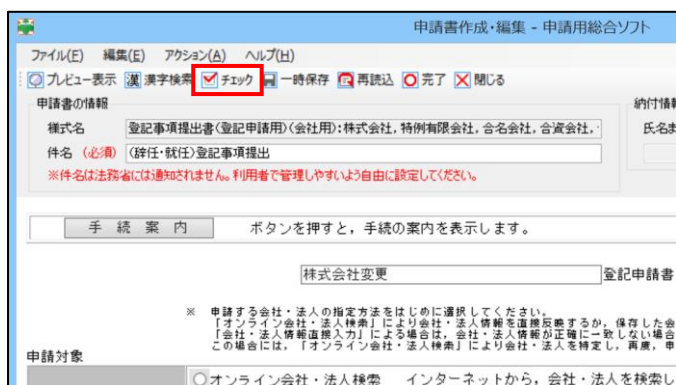 申請書作成・編集 - 申請用総合ソフト
ファイル(F) 編集(E) アクション(A) ヘルプ(H)
プレビュー表示 漢 漢字検索 チェック 一時保存 再読込 完了 閉じる
申請書の情報
様式名 登記事項提出書(登記申請用)(会社用):株式会社,特例有限会社,合名会社,合資会社,
件名 (必須) (辞任・就任)登記事項提出
※件名は法務省には通知されません。利用者で管理しやすいよう自由に設定してください。
納付情報
氏名ま
手 続 案 内 ボタンを押すと,手続の案内を表示します。
株式会社変更 登記申請書
※ 申請する会社・法人の指定方法をはじめに選択してください。
「オンライン会社・法人検索」により会社・法人情報を直接反映するか,保存した会
「会社・法人情報直接入力」による場合は,会社・法人情報が正確に一致しない場合
この場合には,「オンライン会社・法人検索」により会社・法人を特定し,再度,申
申請対象
オンライン会社・法人検索 インターネットから,会社・法人を検索し